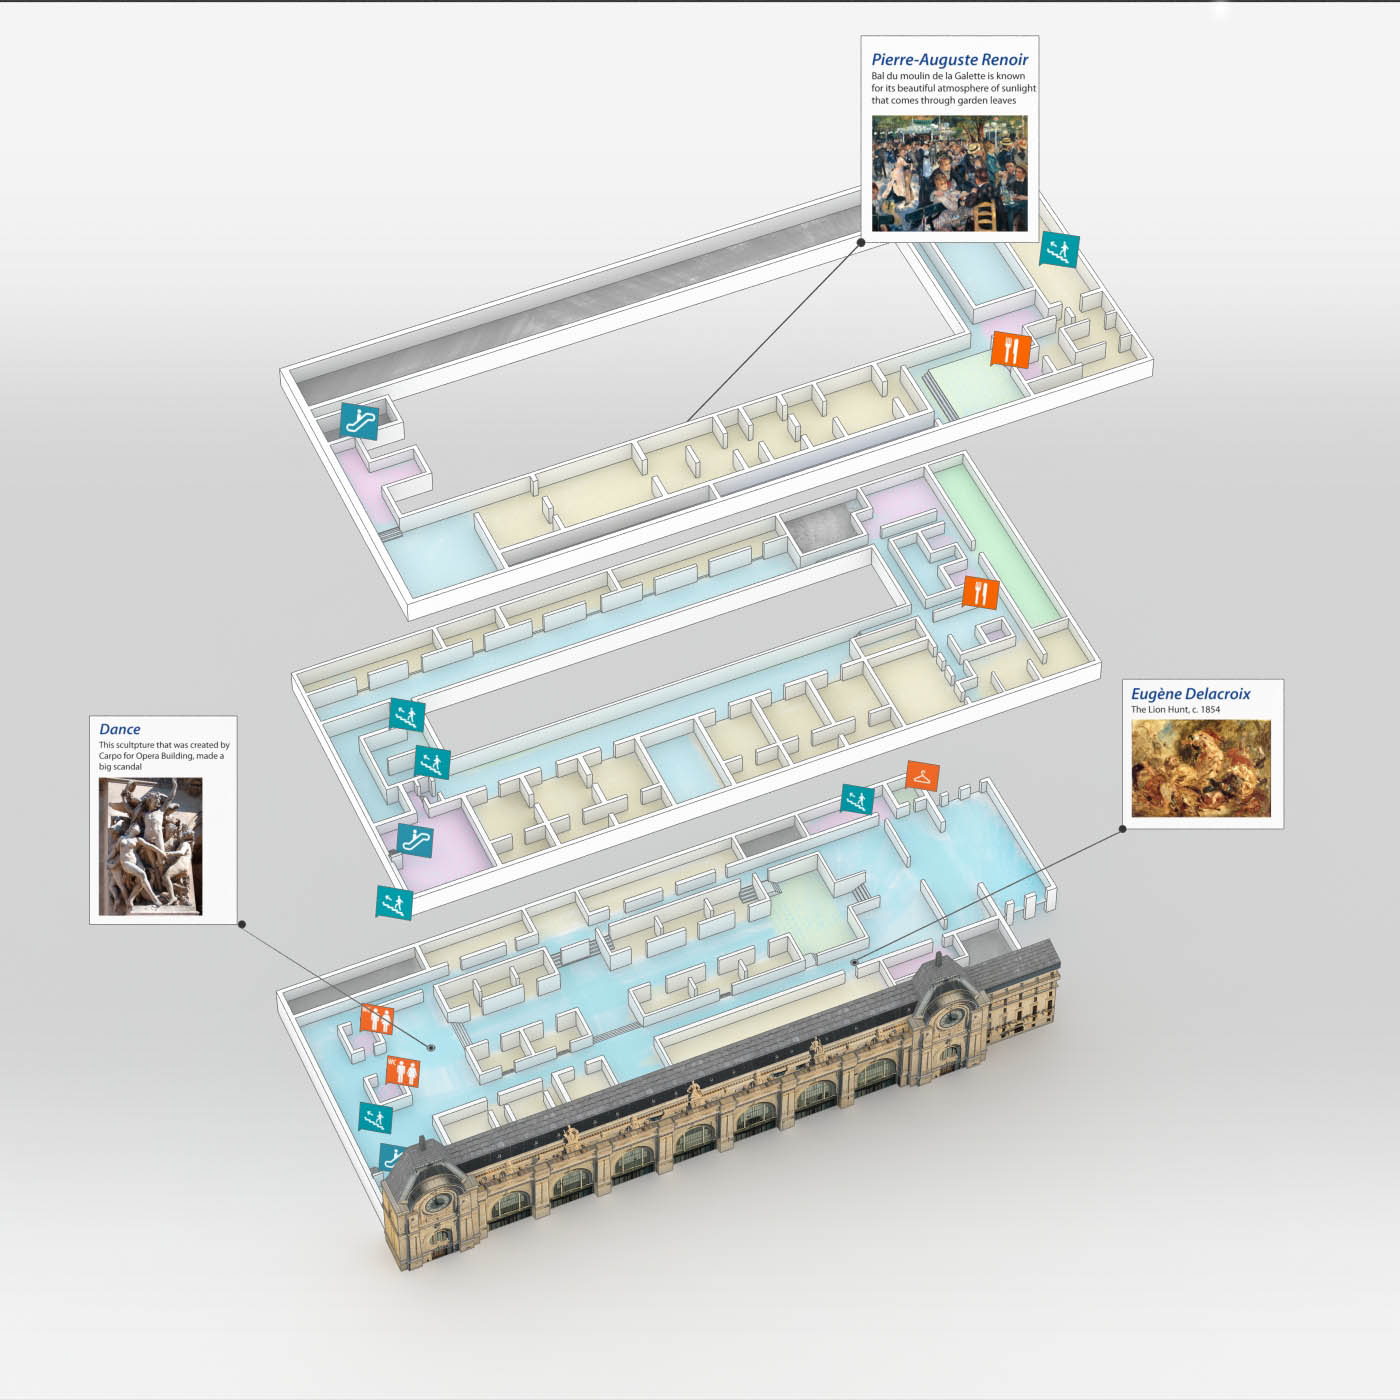 Pierre-Auguste Renoir
Bal du moulin de la Galette is known
for its beautiful atmosphere of sunlight
that comes through garden leaves
Eugène Delacroix
The Lion Hunt, c. 1854
Dance
This scultpture that was created by
Carpo for Opera Building, made a
big scandal
WC